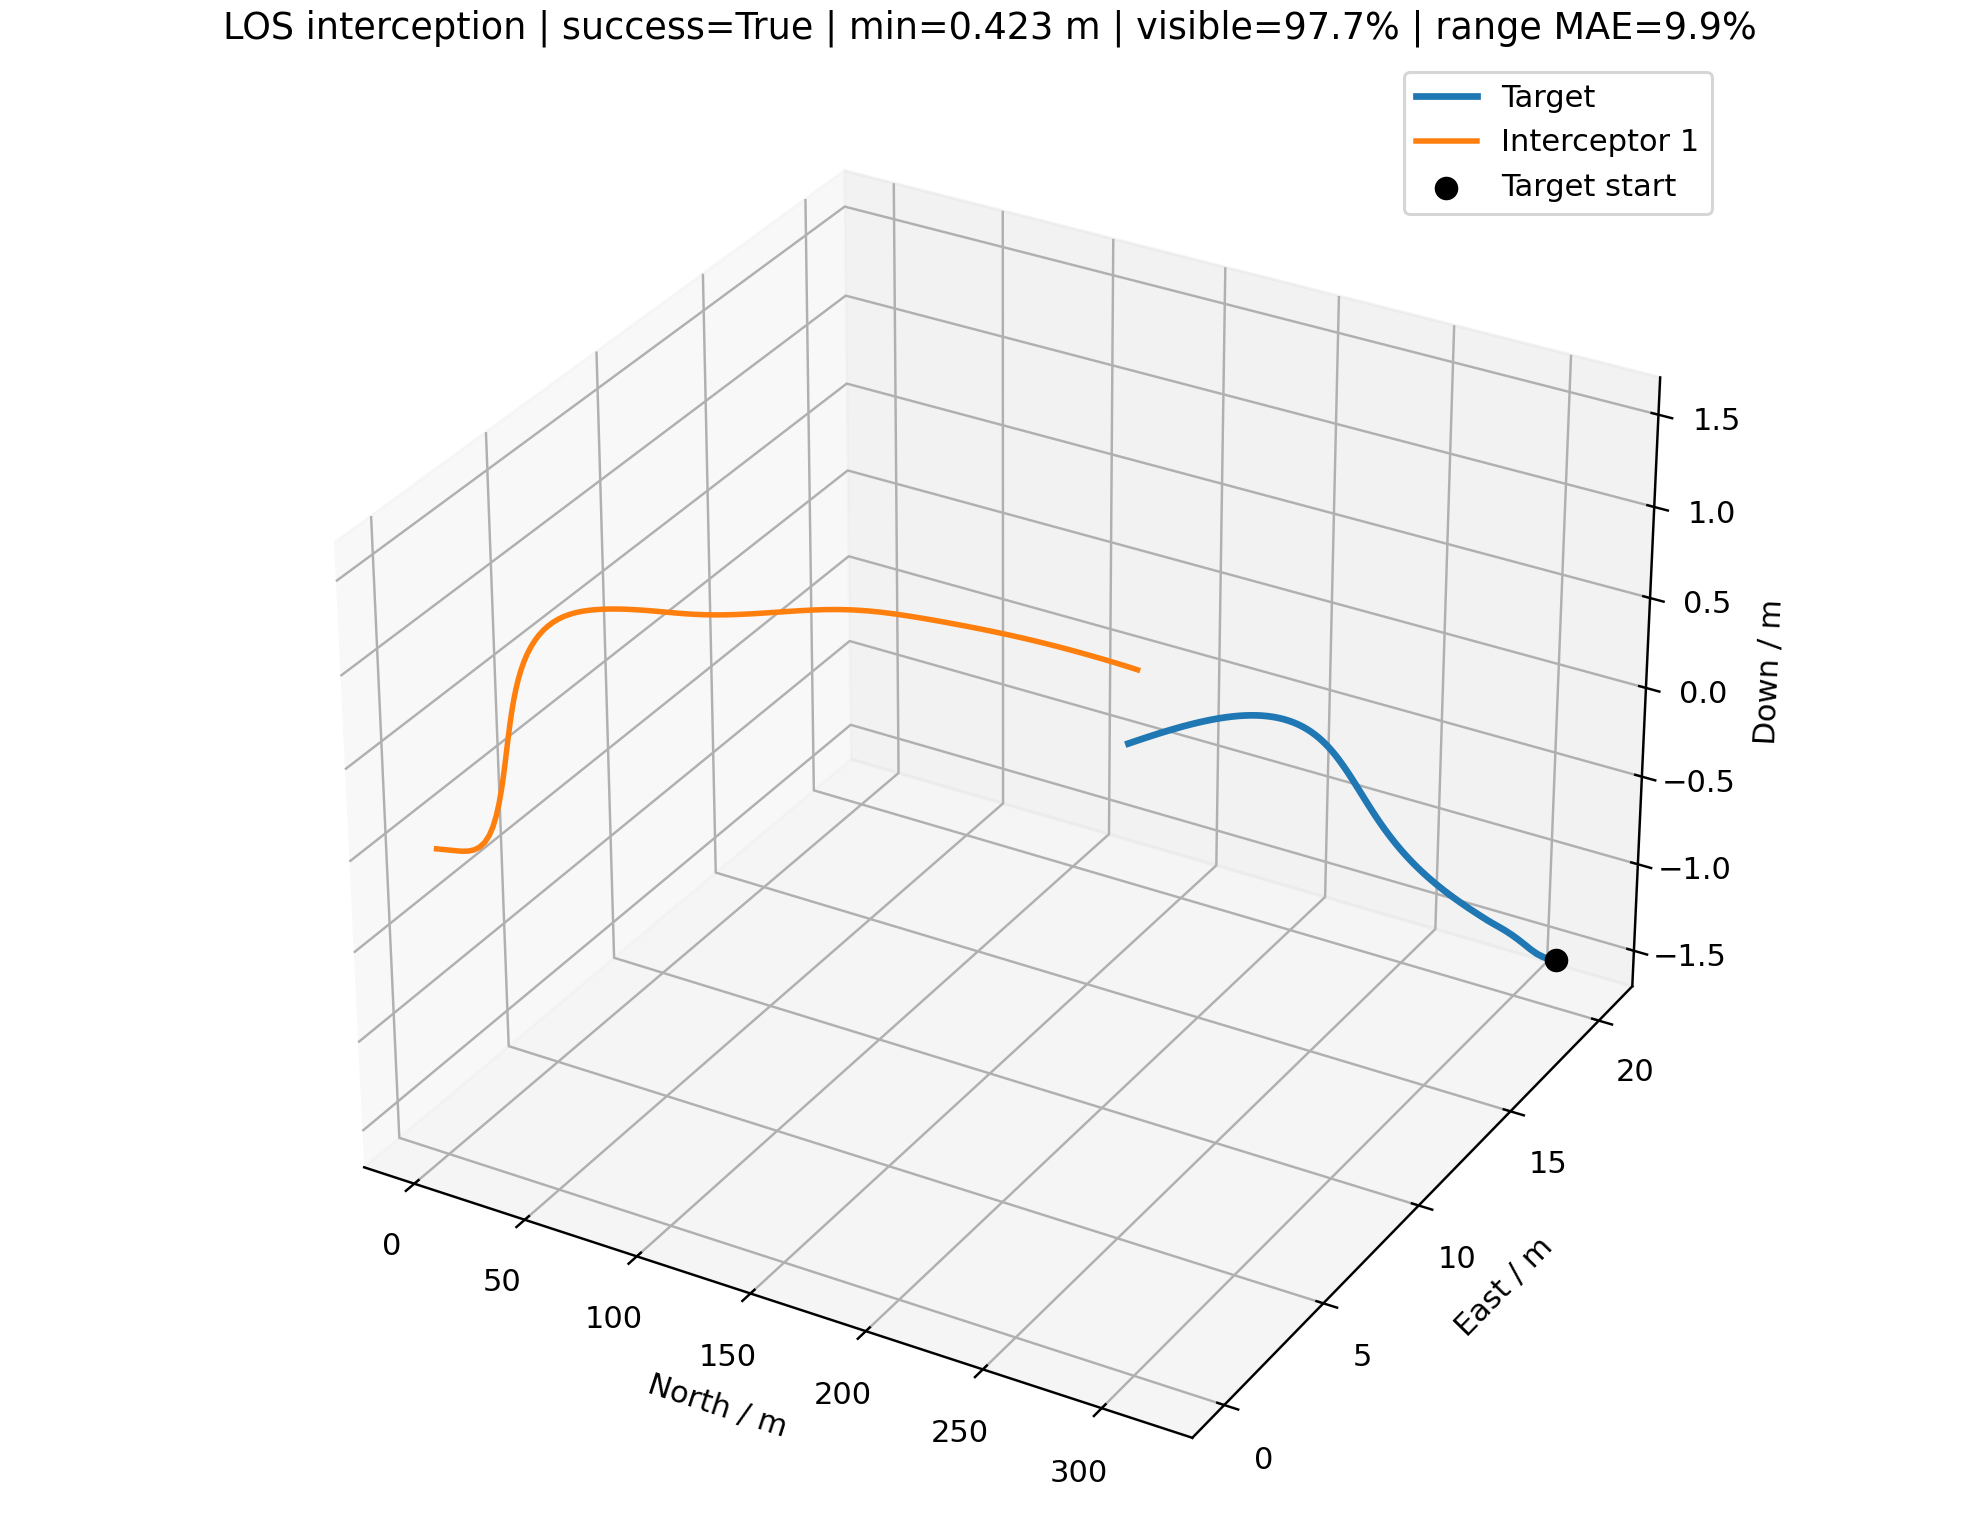 LOS interception | success=True | min=0.423 m | visible=97.7% | range MAE=9.9%
Target
Interceptor 1
Target start
1.5
1.0
0.5
0.0
−0.5
−1.0
−1.5
Down / m
20
15
10
5
0
East / m
0
50
100
150
200
250
300
North / m